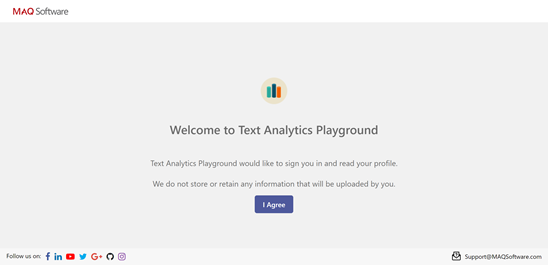 MAQ Software
Welcome to Text Analytics Playground
Text Analytics Playground would like to sign you in and read your profile.
We do not store or retain any information that will be uploaded by you.
I Agree
Follow us on:
Support@MAQSoftware.com